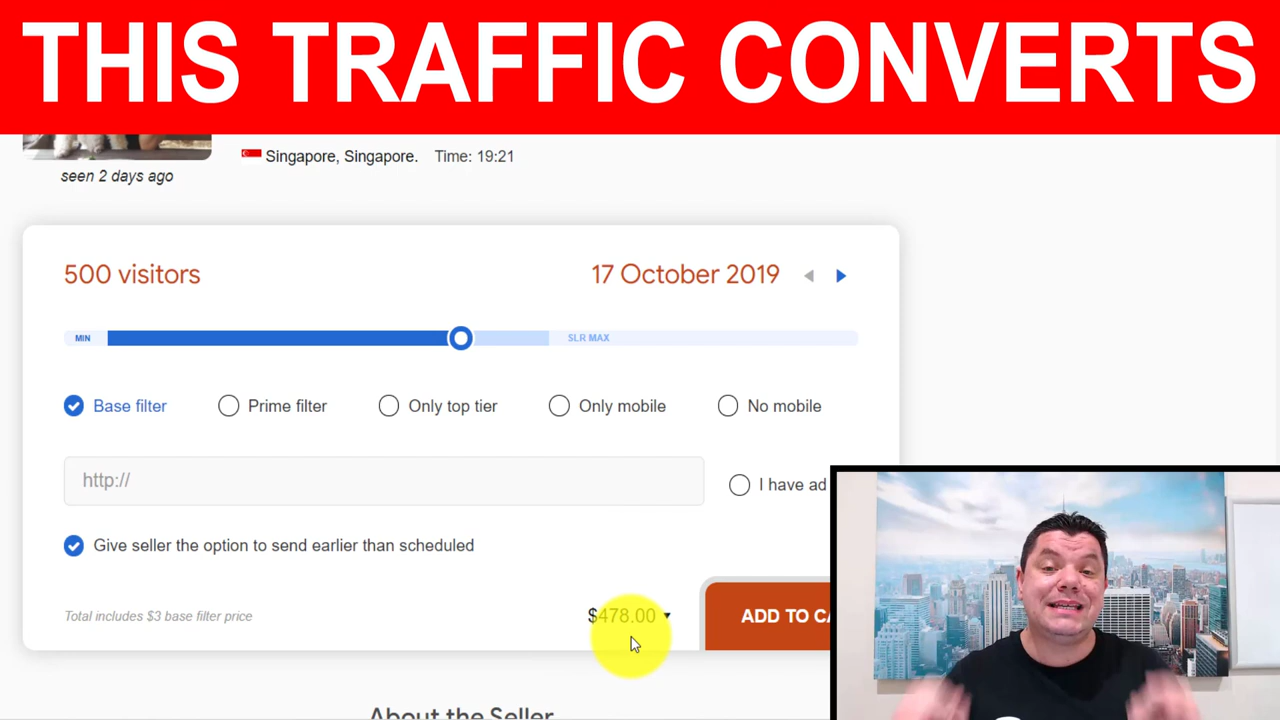 THIS TRAFFIC CONVERTS
Singapore, Singapore. Time: 19:21
seen 2 days ago
500 visitors 17 October 2019
MIN SLR MAX
Base filter Prime filter Only top tier Only mobile No mobile
http:// I have ad
Give seller the option to send earlier than scheduled
Total includes $3 base filter price $478.00 ADD TO CA
About the Seller